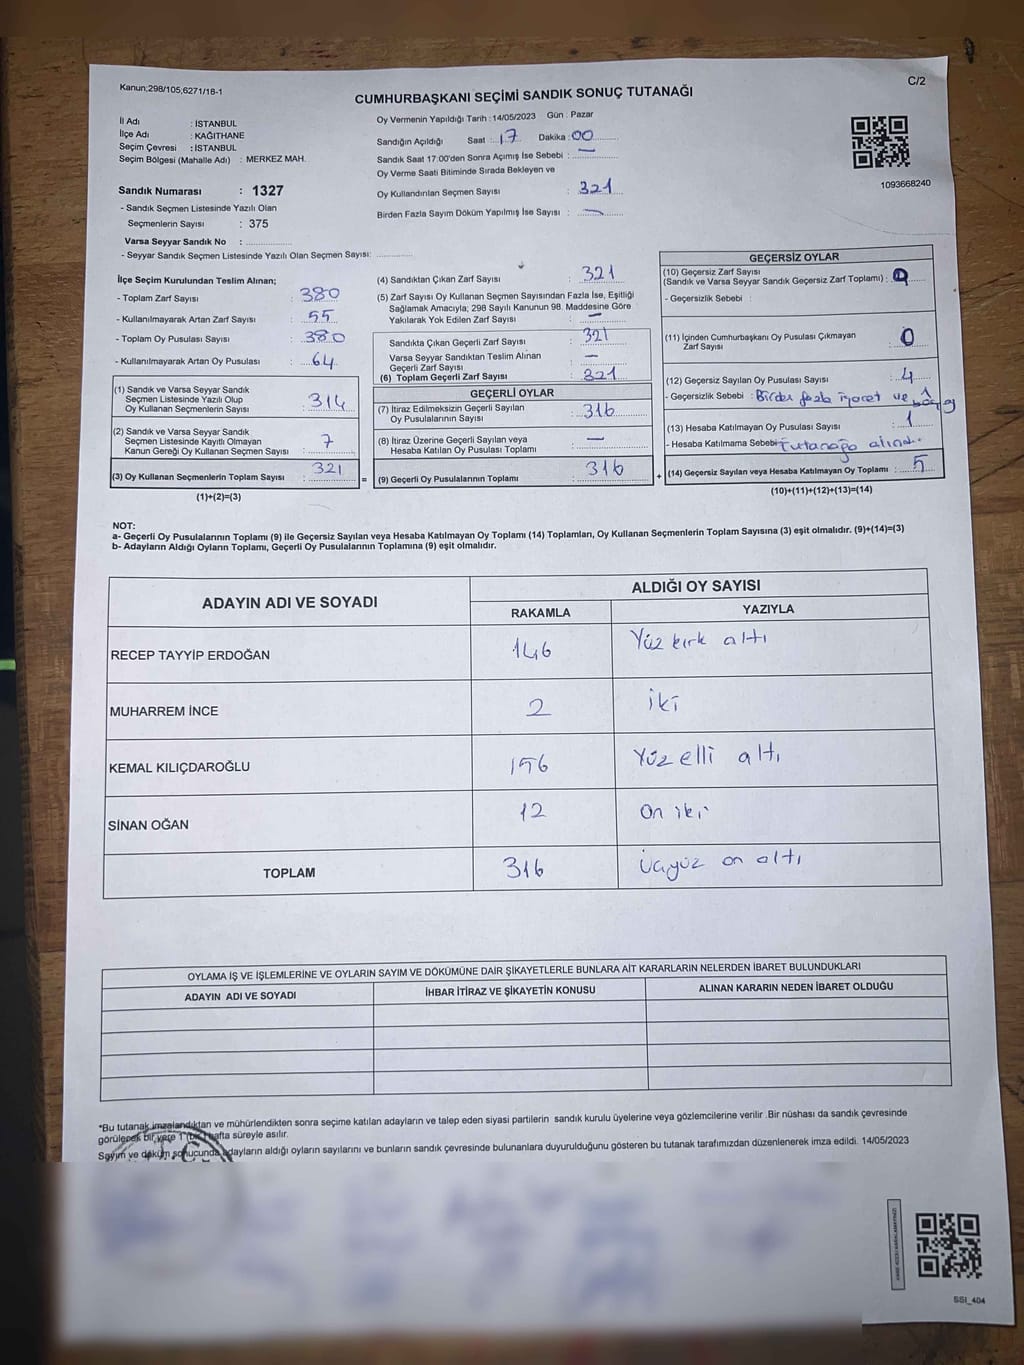 Kanun;298/105,6271/18-1
C/2
CUMHURBAŞKANI SEÇİMİ SANDIK SONUÇ TUTANAĞI
İl Adı : İSTANBUL
İlçe Adı : KAĞITHANE
Seçim Çevresi : İSTANBUL
Seçim Bölgesi (Mahalle Adı) : MERKEZ MAH.
Sandık Numarası : 1327
- Sandık Seçmen Listesinde Yazılı Olan
Seçmenlerin Sayısı : 375
Varsa Seyyar Sandık No :
- Seyyar Sandık Seçmen Listesinde Yazılı Olan Seçmen Sayısı:
Oy Vermenin Yapıldığı Tarih : 14/05/2023 Gün : Pazar
Sandığın Açıldığı Saat : 17 Dakika : 00
Sandık Saat 17:00'den Sonra Açımış İse Sebebi : —
Oy Verme Saati Bitiminde Sırada Bekleyen ve
Oy Kullandırılan Seçmen Sayısı : 321
Birden Fazla Sayım Döküm Yapılmış İse Sayısı : —
1093668240
İlçe Seçim Kurulundan Teslim Alınan;
- Toplam Zarf Sayısı : 380
- Kullanılmayarak Artan Zarf Sayısı : 55
- Toplam Oy Pusulası Sayısı : 380
- Kullanılmayarak Artan Oy Pusulası : 64
(1) Sandık ve Varsa Seyyar Sandık
Seçmen Listesinde Yazılı Olup
Oy Kullanan Seçmenlerin Sayısı : 314
(2) Sandık ve Varsa Seyyar Sandık
Seçmen Listesinde Kayıtlı Olmayan
Kanun Gereği Oy Kullanan Seçmen Sayısı : 7
(3) Oy Kullanan Seçmenlerin Toplam Sayısı : 321
(1)+(2)=(3)
(4) Sandıktan Çıkan Zarf Sayısı : 321
(5) Zarf Sayısı Oy Kullanan Seçmen Sayısından Fazla İse, Eşitliği
Sağlamak Amacıyla; 298 Sayılı Kanunun 98. Maddesine Göre
Yakılarak Yok Edilen Zarf Sayısı : —
Sandıkta Çıkan Geçerli Zarf Sayısı : 321
Varsa Seyyar Sandıktan Teslim Alınan
Geçerli Zarf Sayısı : —
(6) Toplam Geçerli Zarf Sayısı : 321
GEÇERLİ OYLAR
(7) İtiraz Edilmeksizin Geçerli Sayılan
Oy Pusulalarının Sayısı : 316
(8) İtiraz Üzerine Geçerli Sayılan veya
Hesaba Katılan Oy Pusulası Toplamı : —
= (9) Geçerli Oy Pusulalarının Toplamı : 316 +
GEÇERSİZ OYLAR
(10) Geçersiz Zarf Sayısı
(Sandık ve Varsa Seyyar Sandık Geçersiz Zarf Toplamı) : 0
- Geçersizlik Sebebi :
(11) İçinden Cumhurbaşkanı Oy Pusulası Çıkmayan
Zarf Sayısı : 0
(12) Geçersiz Sayılan Oy Pusulası Sayısı : 4
- Geçersizlik Sebebi : Birden fazla işaret ve
(13) Hesaba Katılmayan Oy Pusulası Sayısı : 1
- Hesaba Katılmama Sebebi : Tutanağa alındı.
(14) Geçersiz Sayılan veya Hesaba Katılmayan Oy Toplamı : 5
(10)+(11)+(12)+(13)=(14)
NOT:
a- Geçerli Oy Pusulalarının Toplamı (9) ile Geçersiz Sayılan veya Hesaba Katılmayan Oy Toplamı (14) Toplamları, Oy Kullanan Seçmenlerin Toplam Sayısına (3) eşit olmalıdır. (9)+(14)=(3)
b- Adayların Aldığı Oyların Toplamı, Geçerli Oy Pusulalarının Toplamına (9) eşit olmalıdır.
ADAYIN ADI VE SOYADI
ALDIĞI OY SAYISI
RAKAMLA YAZIYLA
RECEP TAYYİP ERDOĞAN 146 Yüz kırk altı
MUHARREM İNCE 2 iki
KEMAL KILIÇDAROĞLU 156 Yüz elli altı
SİNAN OĞAN 12 On iki
TOPLAM 316 Üçyüz on altı
OYLAMA İŞ VE İŞLEMLERİNE VE OYLARIN SAYIM VE DÖKÜMÜNE DAİR ŞİKAYETLERLE BUNLARA AİT KARARLARIN NELERDEN İBARET BULUNDUKLARI
ADAYIN ADI VE SOYADI İHBAR İTİRAZ VE ŞİKAYETİN KONUSU ALINAN KARARIN NEDEN İBARET OLDUĞU
*Bu tutanak imzalandıktan ve mühürlendikten sonra seçime katılan adayların ve talep eden siyasi partilerin sandık kurulu üyelerine veya gözlemcilerine verilir .Bir nüshası da sandık çevresinde
görülecek bir yere 1 (bir) hafta süreyle asılır.
Sayım ve döküm sonucunda adayların aldığı oyların sayılarını ve bunların sandık çevresinde bulunanlara duyurulduğunu gösteren bu tutanak tarafımızdan düzenlenerek imza edildi. 14/05/2023
T.C.
SSI_404